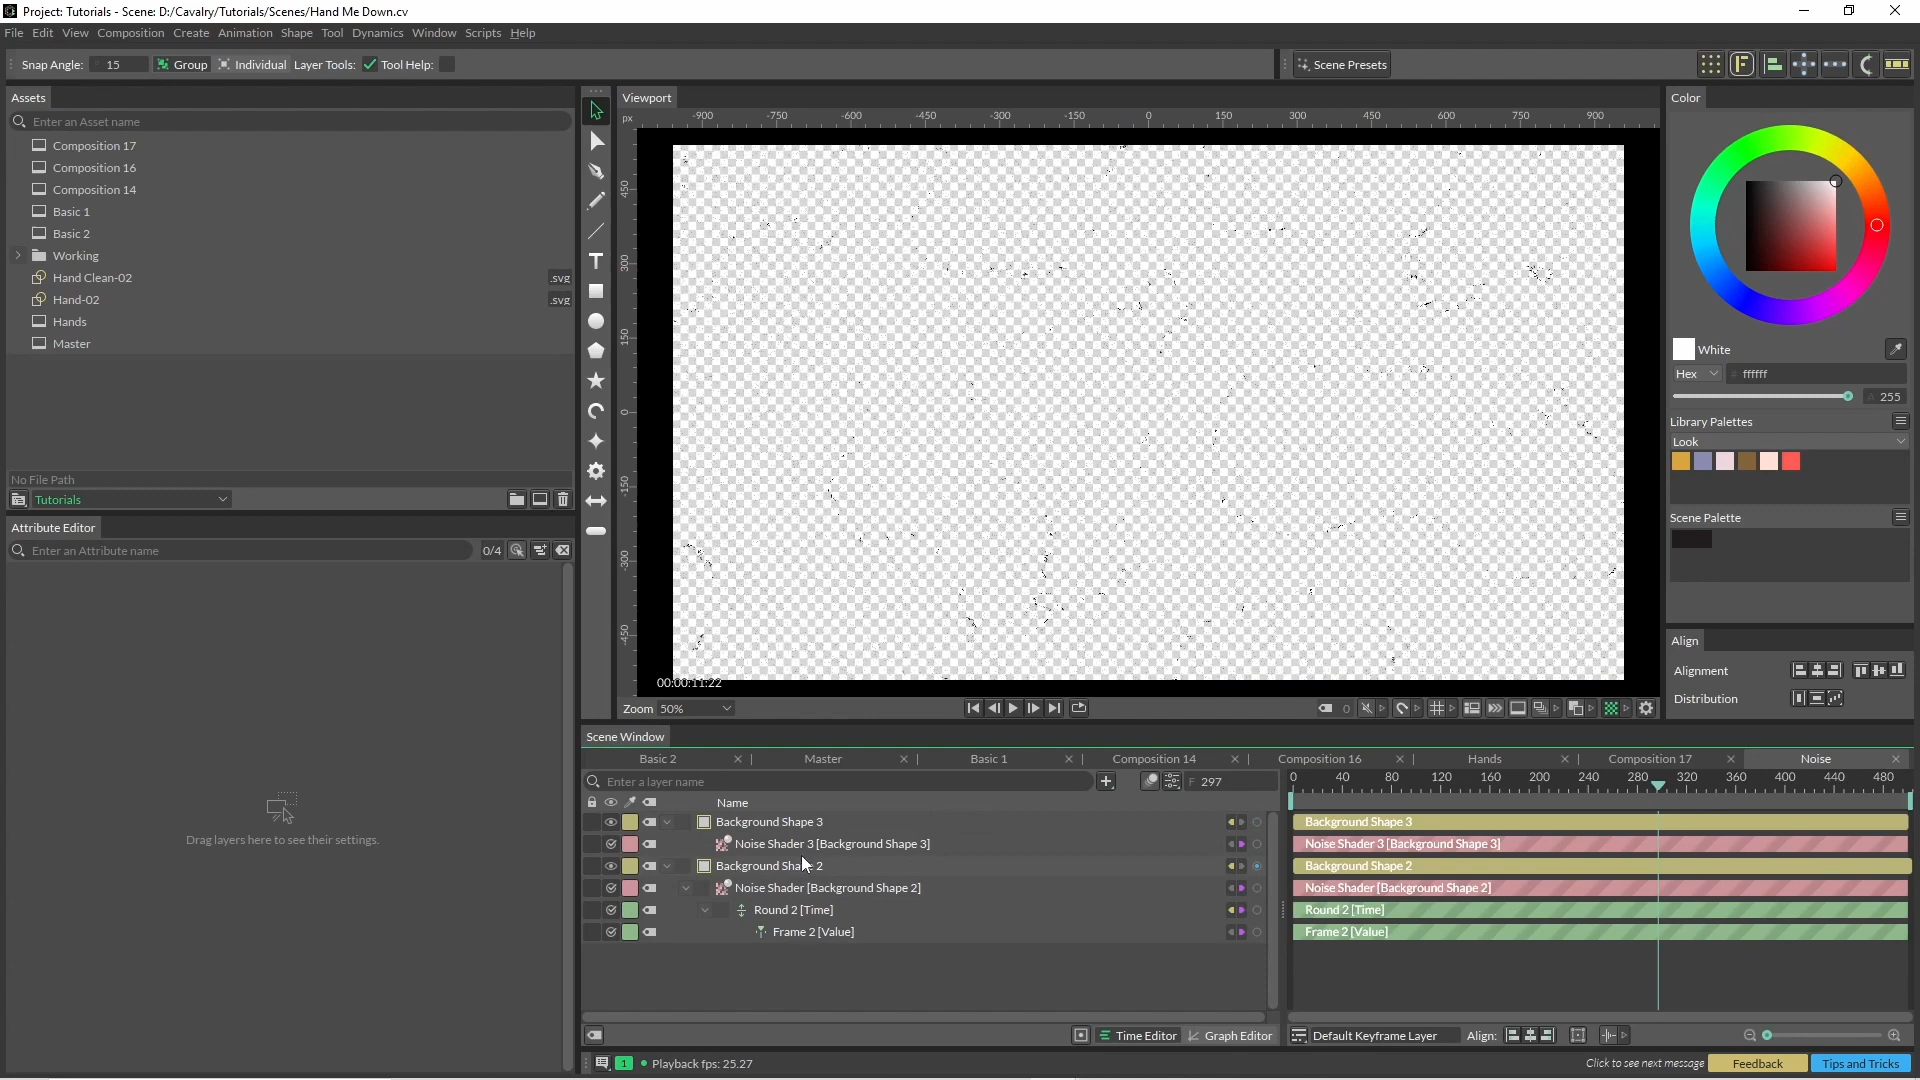 Project: Tutorials - Scene: D:/Cavalry/Tutorials/Scenes/Hand Me Down.cv
File Edit View Composition Create Animation Shape Tool Dynamics Window Scripts Help
Snap Angle: 15 Group Individual Layer Tools: Tool Help: Scene Presets
Assets
Enter an Asset name
Composition 17
Composition 16
Composition 14
Basic 1
Basic 2
Working
Hand Clean-02 .svg
Hand-02 .svg
Hands
Master
No File Path
Tutorials
Attribute Editor
Enter an Attribute name 0/4
Drag layers here to see their settings.
Viewport
px -900 -750 -600 -450 -300 -150 0 150 300 450 600 750 900
450
300
150
0
-150
-300
-450
00:00:11:22
Zoom 50% 0
Color
White
Hex ffffff
255
Library Palettes
Look
Scene Palette
Align
Alignment
Distribution
Scene Window
Basic 2 Master Basic 1 Composition 14 Composition 16 Hands Composition 17 Noise
Enter a layer name F 297 0 40 80 120 160 200 240 280 320 360 400 440 480
Name
Background Shape 3 Background Shape 3
Noise Shader 3 [Background Shape 3] Noise Shader 3 [Background Shape 3]
Background Shape 2 Background Shape 2
Noise Shader [Background Shape 2] Noise Shader [Background Shape 2]
Round 2 [Time] Round 2 [Time]
Frame 2 [Value] Frame 2 [Value]
Time Editor Graph Editor Default Keyframe Layer Align:
1 Playback fps: 25.27 Click to see next message Feedback Tips and Tricks